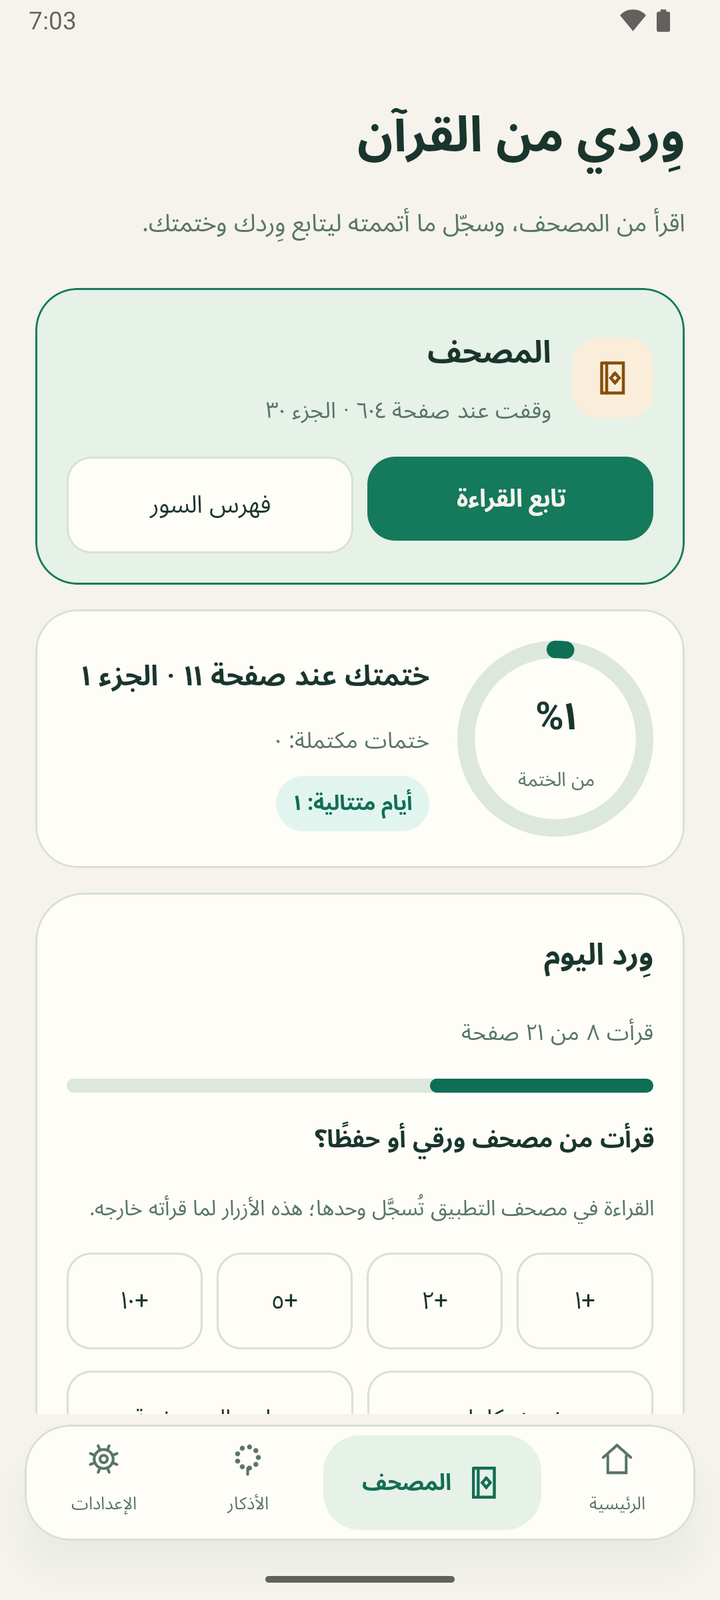 7:03
وِردي من القرآن
اقرأ من المصحف، وسجّل ما أتممته ليتابع وِردك وختمتك.
المصحف
وقفت عند صفحة ٦٠٤ · الجزء ٣٠
تابع القراءة
فهرس السور
١%
من الختمة
ختمتك عند صفحة ١١ · الجزء ١
ختمات مكتملة: ٠
أيام متتالية: ١
وِرد اليوم
قرأت ٨ من ٢١ صفحة
قرأت من مصحف ورقي أو حفظًا؟
القراءة في مصحف التطبيق تُسجَّل وحدها؛ هذه الأزرار لما قرأته خارجه.
+١
+٢
+٥
+١٠
الرئيسية
المصحف
الأذكار
الإعدادات